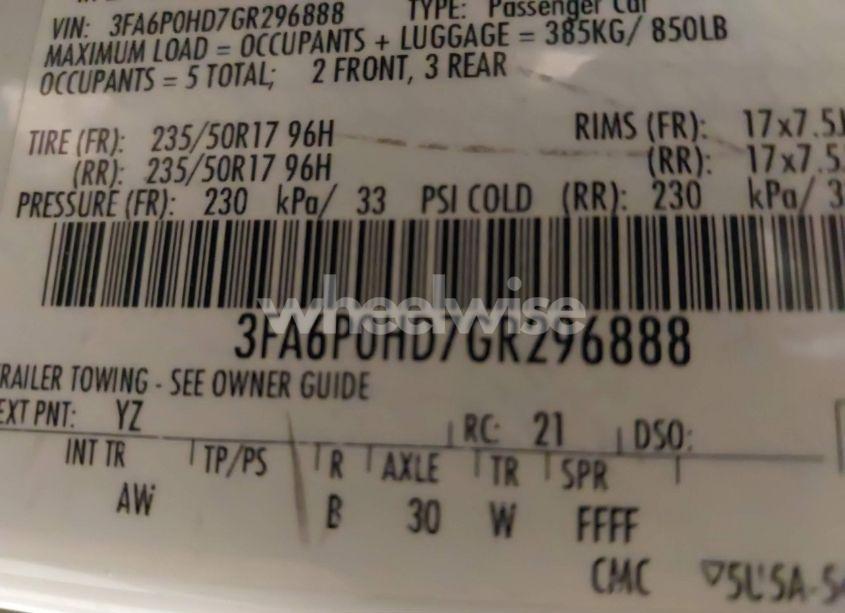 VIN: 3FA6P0HD7GR296888 TYPE: Passenger Car
MAXIMUM LOAD = OCCUPANTS + LUGGAGE = 385KG/ 850LB
OCCUPANTS = 5 TOTAL; 2 FRONT, 3 REAR
TIRE (FR): 235/50R17 96H RIMS (FR): 17x7.5J
(RR): 235/50R17 96H (RR): 17x7.5
PRESSURE (FR): 230 kPa/ 33 PSI COLD (RR): 230 kPa/ 3
wheelwise
3FA6P0HD7GR296888
RAILER TOWING - SEE OWNER GUIDE
EXT PNT: YZ RC: 21 DSO:
INT TR TP/PS R AXLE TR SPR
AW B 30 W FFFF
CMC